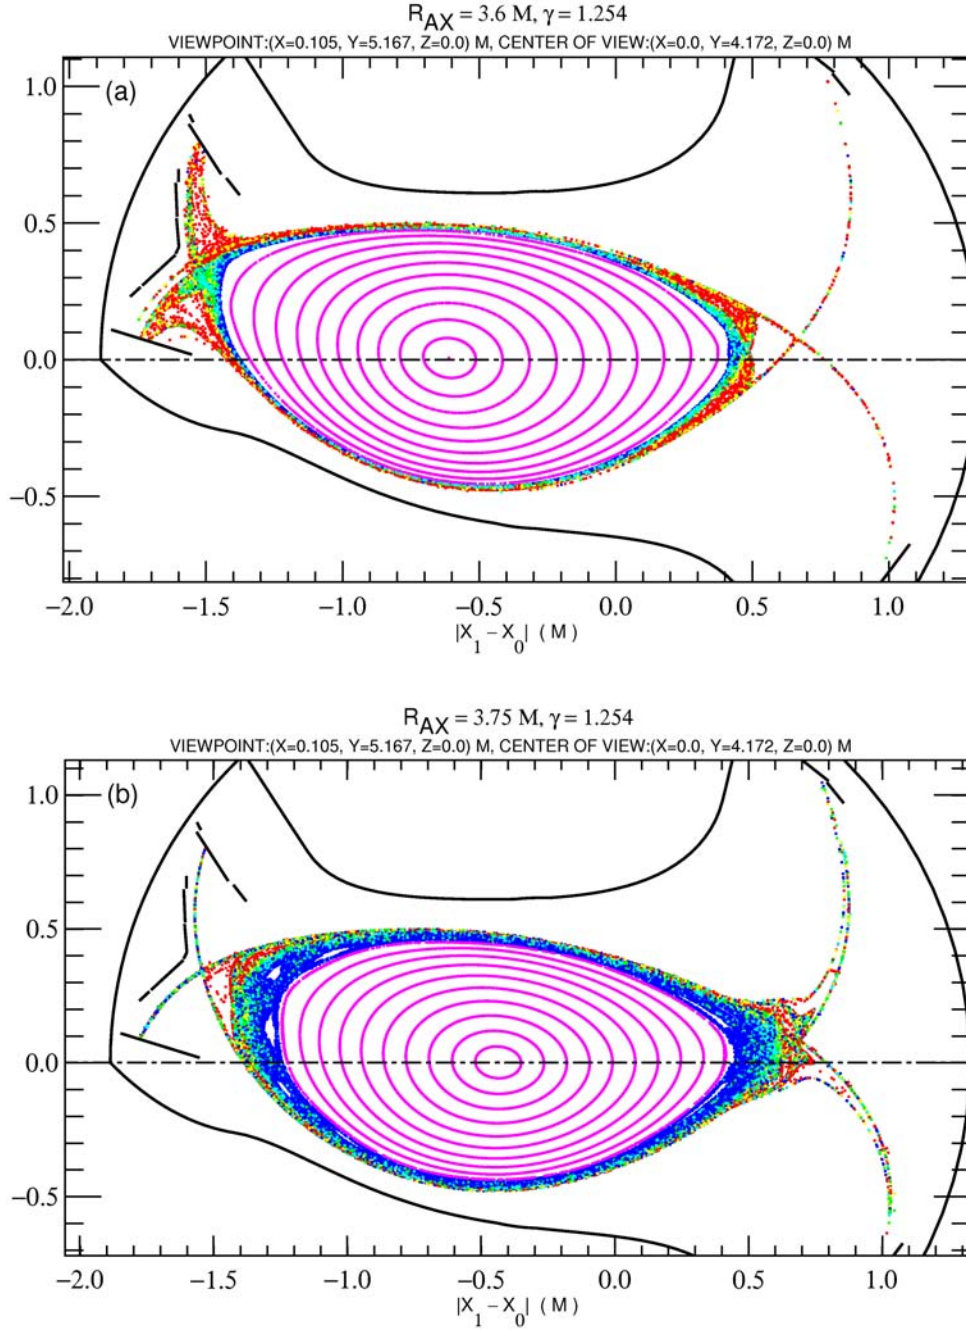 R_AX = 3.6 M, γ = 1.254
VIEWPOINT:(X=0.105, Y=5.167, Z=0.0) M, CENTER OF VIEW:(X=0.0, Y=4.172, Z=0.0) M
(a)
1.0
0.5
0.0
−0.5
−2.0 −1.5 −1.0 −0.5 0.0 0.5 1.0
|X_1 − X_0| (M)
R_AX = 3.75 M, γ = 1.254
VIEWPOINT:(X=0.105, Y=5.167, Z=0.0) M, CENTER OF VIEW:(X=0.0, Y=4.172, Z=0.0) M
(b)
1.0
0.5
0.0
−0.5
−2.0 −1.5 −1.0 −0.5 0.0 0.5 1.0
|X_1 − X_0| (M)